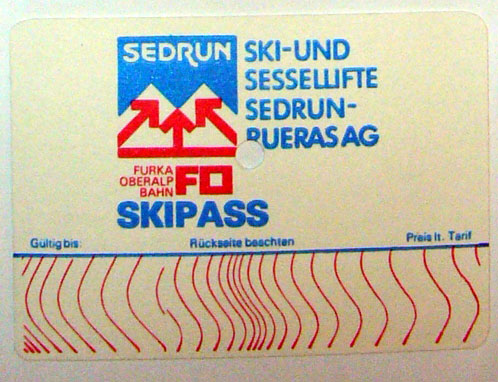 SEDRUN
SKI-UND
SESSELLIFTE
SEDRUN-
RUERAS AG
FURKA
OBERALP
BAHN
FO
SKIPASS
Gültig bis:
Rückseite beachten
Preis lt. Tarif